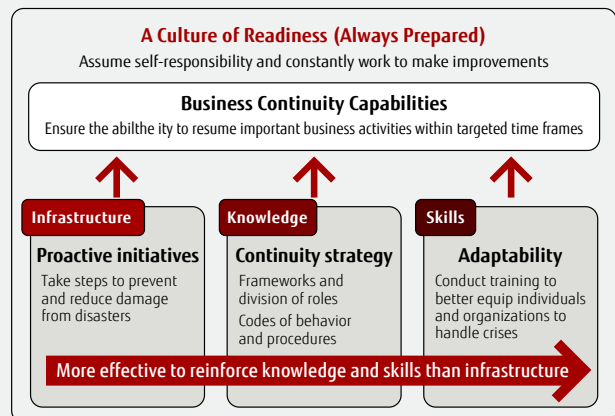 A Culture of Readiness (Always Prepared)
Assume self-responsibility and constantly work to make improvements
Business Continuity Capabilities
Ensure the abilthe ity to resume important business activities within targeted time frames
Infrastructure
Proactive initiatives
Take steps to prevent
and reduce damage
from disasters
Knowledge
Continuity strategy
Frameworks and
division of roles
Codes of behavior
and procedures
Skills
Adaptability
Conduct training to
better equip individuals
and organizations to
handle crises
More effective to reinforce knowledge and skills than infrastructure